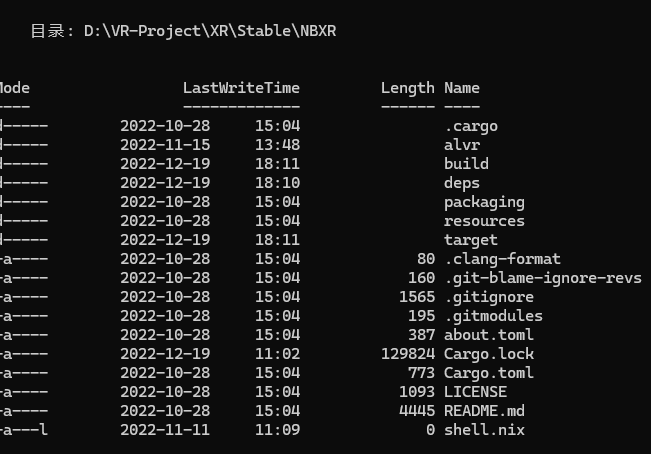 目录: D:\VR-Project\XR\Stable\NBXR
Mode LastWriteTime Length Name
---- ------------- ------ ----
d----- 2022-10-28 15:04 .cargo
d----- 2022-11-15 13:48 alvr
d----- 2022-12-19 18:11 build
d----- 2022-12-19 18:10 deps
d----- 2022-10-28 15:04 packaging
d----- 2022-10-28 15:04 resources
d----- 2022-12-19 18:11 target
-a---- 2022-10-28 15:04 80 .clang-format
-a---- 2022-10-28 15:04 160 .git-blame-ignore-revs
-a---- 2022-10-28 15:04 1565 .gitignore
-a---- 2022-10-28 15:04 195 .gitmodules
-a---- 2022-10-28 15:04 387 about.toml
-a---- 2022-12-19 11:02 129824 Cargo.lock
-a---- 2022-10-28 15:04 773 Cargo.toml
-a---- 2022-10-28 15:04 1093 LICENSE
-a---- 2022-10-28 15:04 4445 README.md
-a---l 2022-11-11 11:09 0 shell.nix